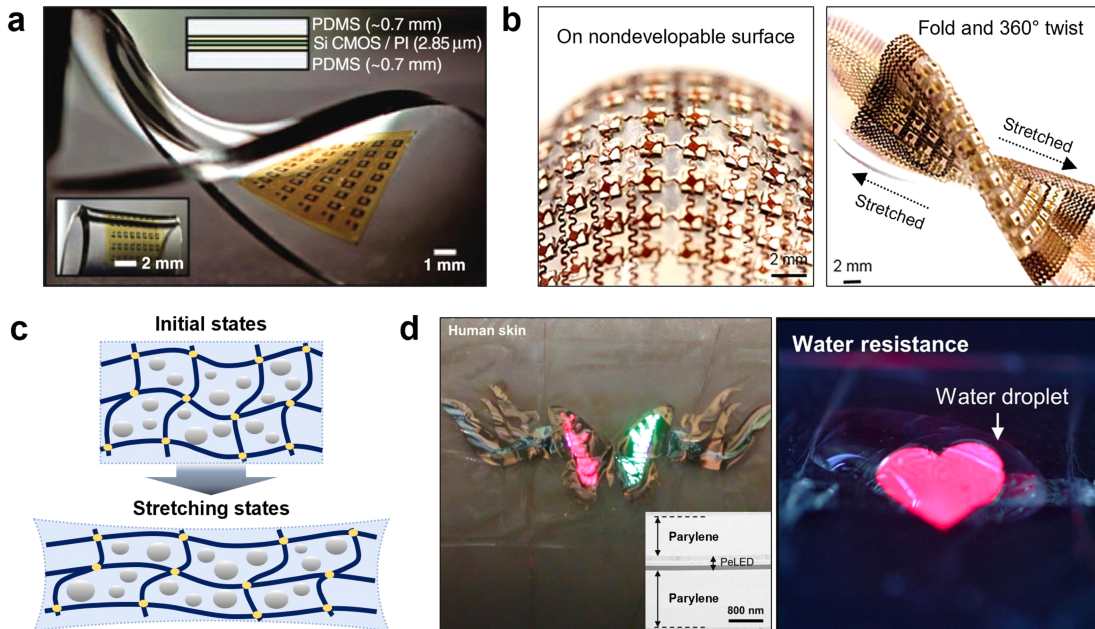 a
PDMS (~0.7 mm)
Si CMOS / PI (2.85 μm)
PDMS (~0.7 mm)
2 mm
1 mm
b
On nondevelopable surface
2 mm
Fold and 360° twist
Stretched
Stretched
2 mm
c
Initial states
Stretching states
d
Human skin
Parylene
PeLED
Parylene
800 nm
Water resistance
Water droplet